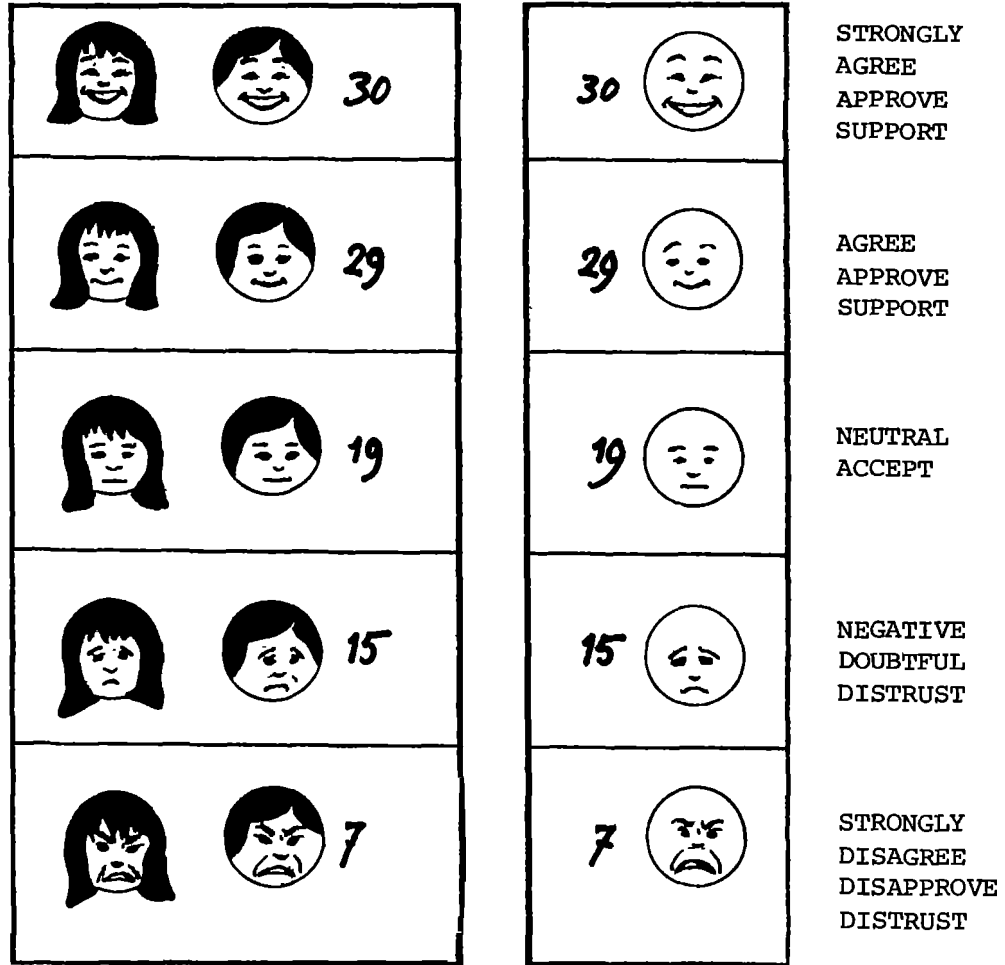 30 30 STRONGLY
AGREE
APPROVE
SUPPORT
29 29 AGREE
APPROVE
SUPPORT
19 19 NEUTRAL
ACCEPT
15 15 NEGATIVE
DOUBTFUL
DISTRUST
7 7 STRONGLY
DISAGREE
DISAPPROVE
DISTRUST